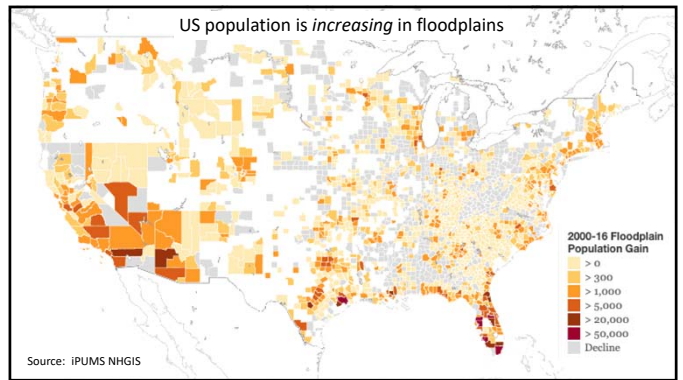 US population is increasing in floodplains
2000-16 Floodplain
Population Gain
> 0
> 300
> 1,000
> 5,000
> 20,000
> 50,000
Decline
Source: iPUMS NHGIS